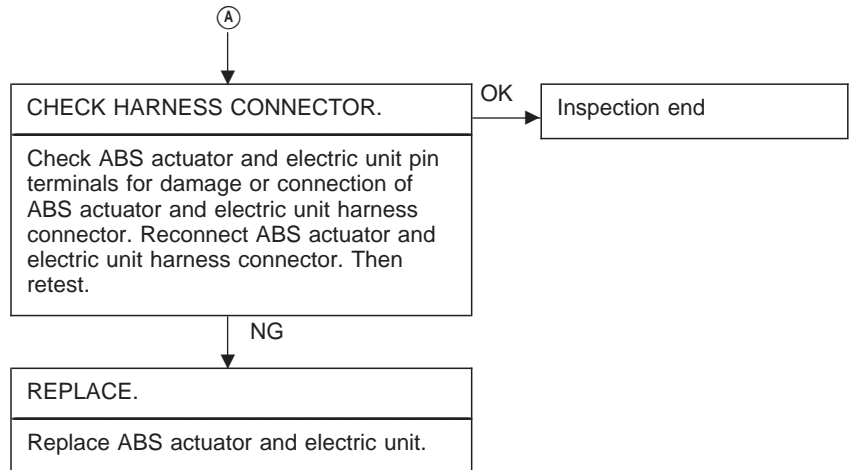 Ⓐ
CHECK HARNESS CONNECTOR.
OK
Inspection end
Check ABS actuator and electric unit pin
terminals for damage or connection of
ABS actuator and electric unit harness
connector. Reconnect ABS actuator and
electric unit harness connector. Then
retest.
NG
REPLACE.
Replace ABS actuator and electric unit.